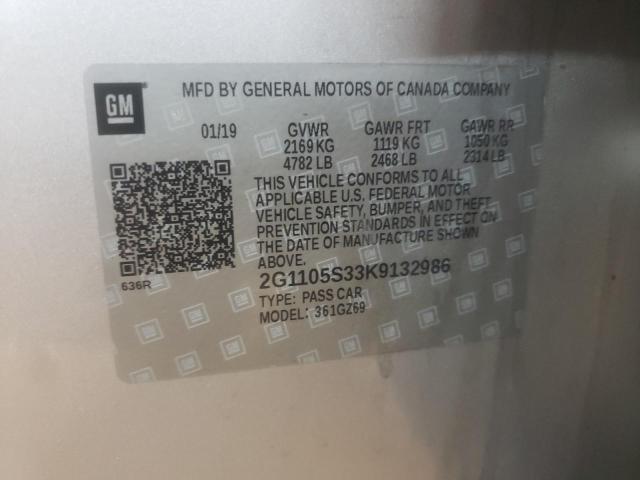 GM
MFD BY GENERAL MOTORS OF CANADA COMPANY
01/19 GVWR GAWR FRT GAWR RR
2169 KG 1119 KG 1050 KG
4782 LB 2468 LB 2314 LB
THIS VEHICLE CONFORMS TO ALL
APPLICABLE U.S. FEDERAL MOTOR
VEHICLE SAFETY, BUMPER, AND THEFT
PREVENTION STANDARDS IN EFFECT ON
THE DATE OF MANUFACTURE SHOWN
ABOVE.
636R
2G1105S33K9132986
TYPE: PASS CAR
MODEL: 361GZ69